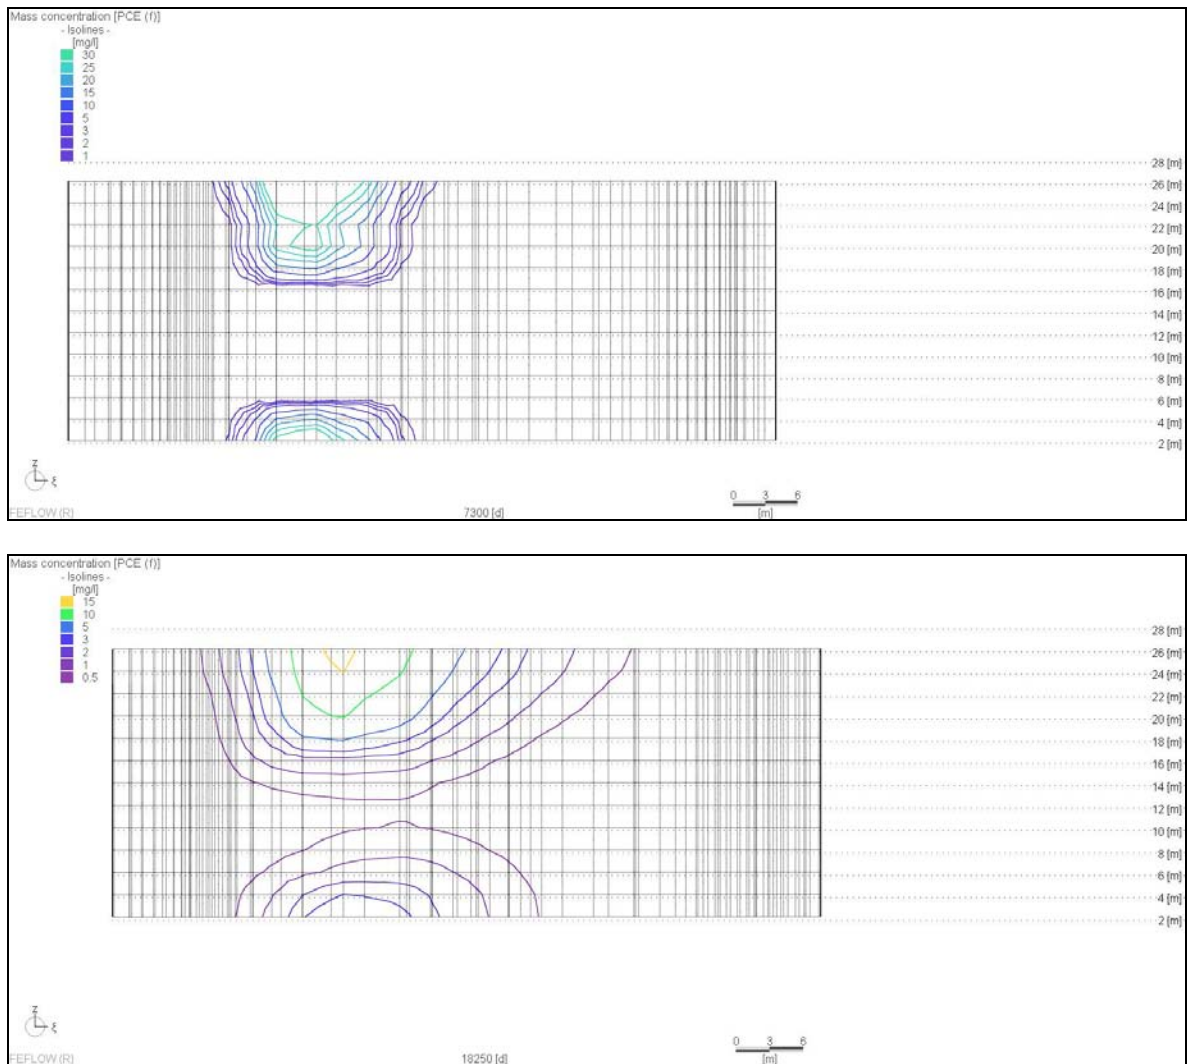 Mass concentration [PCE (f)]
- Isolines -
[mg/l]
30
25
20
15
10
5
3
2
1
28 [m]
26 [m]
24 [m]
22 [m]
20 [m]
18 [m]
16 [m]
14 [m]
12 [m]
10 [m]
8 [m]
6 [m]
4 [m]
2 [m]
z
ξ
0 3 6
FEFLOW (R)
7300 [d]
[m]
Mass concentration [PCE (f)]
- Isolines -
[mg/l]
15
10
5
3
2
1
0.5
28 [m]
26 [m]
24 [m]
22 [m]
20 [m]
18 [m]
16 [m]
14 [m]
12 [m]
10 [m]
8 [m]
6 [m]
4 [m]
2 [m]
z
ξ
0 3 6
FEFLOW (R)
18250 [d]
[m]